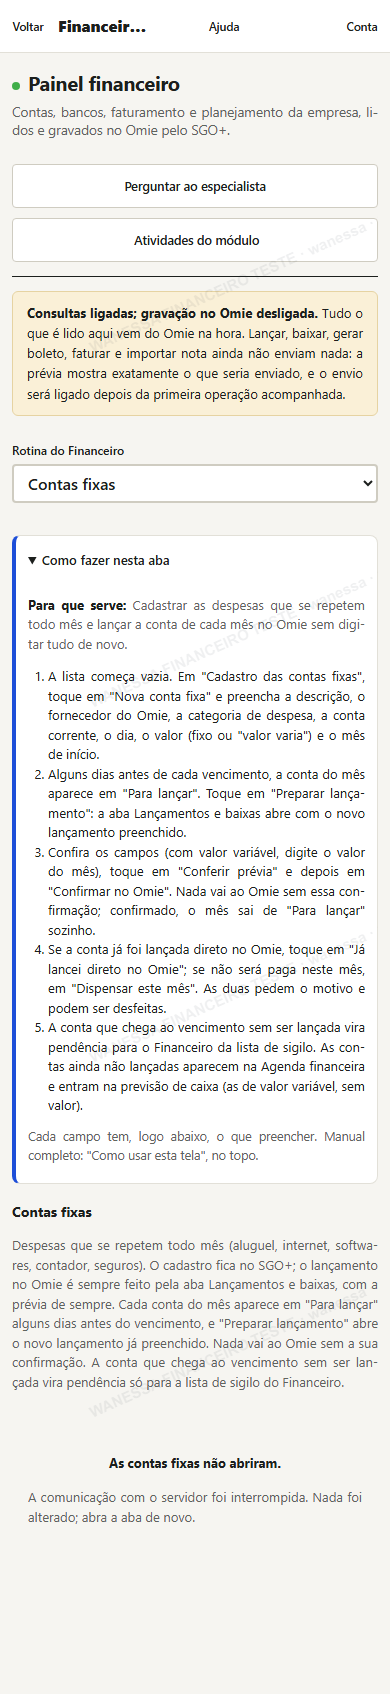 Voltar Financeir... Ajuda Conta
Painel financeiro
Contas, bancos, faturamento e planejamento da empresa, li-
dos e gravados no Omie pelo SGO+.
Perguntar ao especialista
Atividades do módulo
WANESSA FINANCEIRO TESTE · wanessa ·
Consultas ligadas; gravação no Omie desligada. Tudo o
que é lido aqui vem do Omie na hora. Lançar, baixar, gerar
boleto, faturar e importar nota ainda não enviam nada: a
prévia mostra exatamente o que seria enviado, e o envio
será ligado depois da primeira operação acompanhada.
Rotina do Financeiro
Contas fixas
▼ Como fazer nesta aba
WANESSA FINANCEIRO TESTE · wanessa ·
Para que serve: Cadastrar as despesas que se repetem
todo mês e lançar a conta de cada mês no Omie sem digi-
tar tudo de novo.
1. A lista começa vazia. Em "Cadastro das contas fixas",
toque em "Nova conta fixa" e preencha a descrição, o
fornecedor do Omie, a categoria de despesa, a conta
corrente, o dia, o valor (fixo ou "valor varia") e o mês
de início.
2. Alguns dias antes de cada vencimento, a conta do mês
aparece em "Para lançar". Toque em "Preparar lança-
mento": a aba Lançamentos e baixas abre com o novo
lançamento preenchido.
3. Confira os campos (com valor variável, digite o valor
do mês), toque em "Conferir prévia" e depois em
"Confirmar no Omie". Nada vai ao Omie sem essa con-
firmação; confirmado, o mês sai de "Para lançar"
sozinho.
WANESSA FINANCEIRO TESTE · wanessa ·
4. Se a conta já foi lançada direto no Omie, toque em "Já
lancei direto no Omie"; se não será paga neste mês,
em "Dispensar este mês". As duas pedem o motivo e
podem ser desfeitas.
5. A conta que chega ao vencimento sem ser lançada vira
pendência para o Financeiro da lista de sigilo. As con-
tas ainda não lançadas aparecem na Agenda financeira
e entram na previsão de caixa (as de valor variável, sem
valor).
Cada campo tem, logo abaixo, o que preencher. Manual
completo: "Como usar esta tela", no topo.
Contas fixas
Despesas que se repetem todo mês (aluguel, internet, softwa-
res, contador, seguros). O cadastro fica no SGO+; o lançamento
no Omie é sempre feito pela aba Lançamentos e baixas, com a
prévia de sempre. Cada conta do mês aparece em "Para lançar"
alguns dias antes do vencimento, e "Preparar lançamento" abre
o novo lançamento já preenchido. Nada vai ao Omie sem a sua
confirmação. A conta que chega ao vencimento sem ser lan-
çada vira pendência só para a lista de sigilo do Financeiro.
WANESSA FINANCEIRO TESTE · wanessa ·
As contas fixas não abriram.
A comunicação com o servidor foi interrompida. Nada foi
alterado; abra a aba de novo.